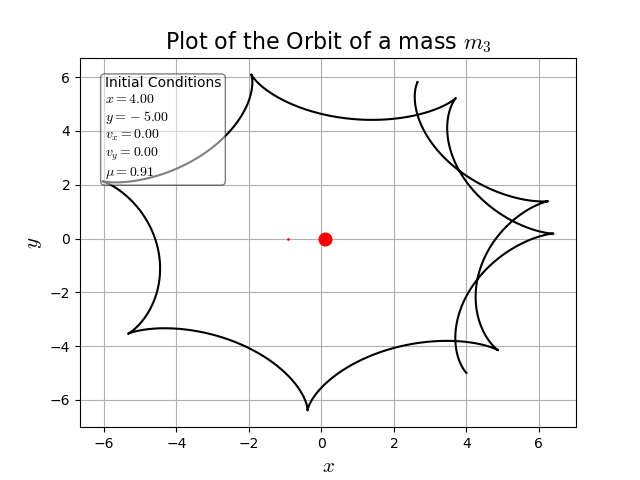 Plot of the Orbit of a mass m₃
Initial Conditions
x = 4.00
y = − 5.00
vₓ = 0.00
v_y = 0.00
μ = 0.91
6
4
2
0
−2
−4
−6
y
−6
−4
−2
0
2
4
6
x